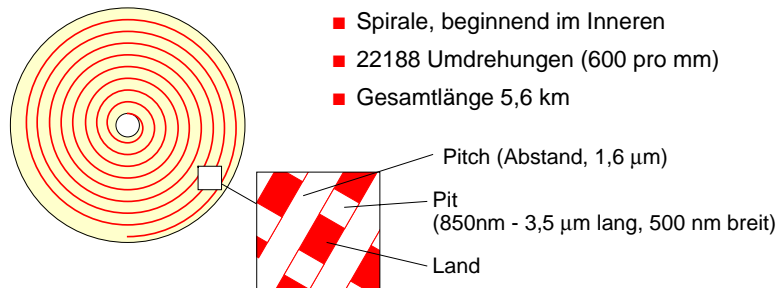 Spirale, beginnend im Inneren
22188 Umdrehungen (600 pro mm)
Gesamtlänge 5,6 km
Pitch (Abstand, 1,6 μm)
Pit
(850nm - 3,5 μm lang, 500 nm breit)
Land